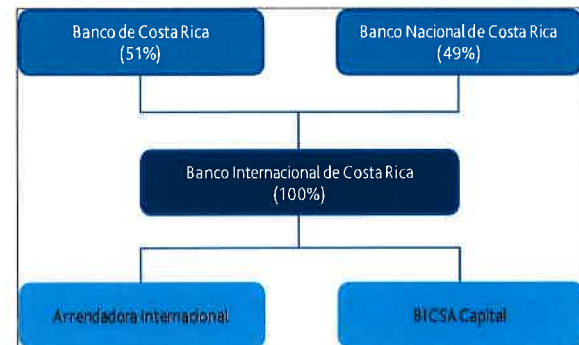 Banco de Costa Rica
(51%)
Banco Nacional de Costa Rica
(49%)
Banco Internacional de Costa Rica
(100%)
Arrendadora Internacional
BICSA Capital